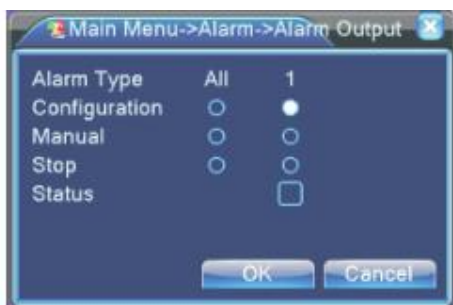 Main Menu->Alarm->Alarm Output
Alarm Type All 1
Configuration
Manual
Stop
Status
OK Cancel